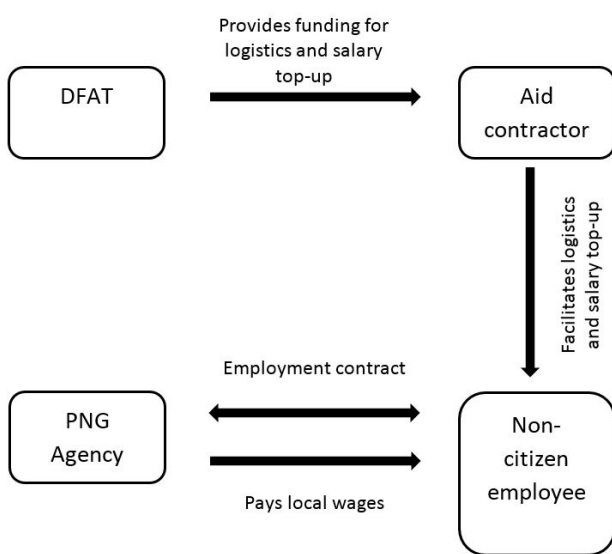 Provides funding for
logistics and salary
top-up
DFAT
Aid
contractor
Facilitates logistics
and salary top-up
Employment contract
PNG
Agency
Non-
citizen
employee
Pays local wages